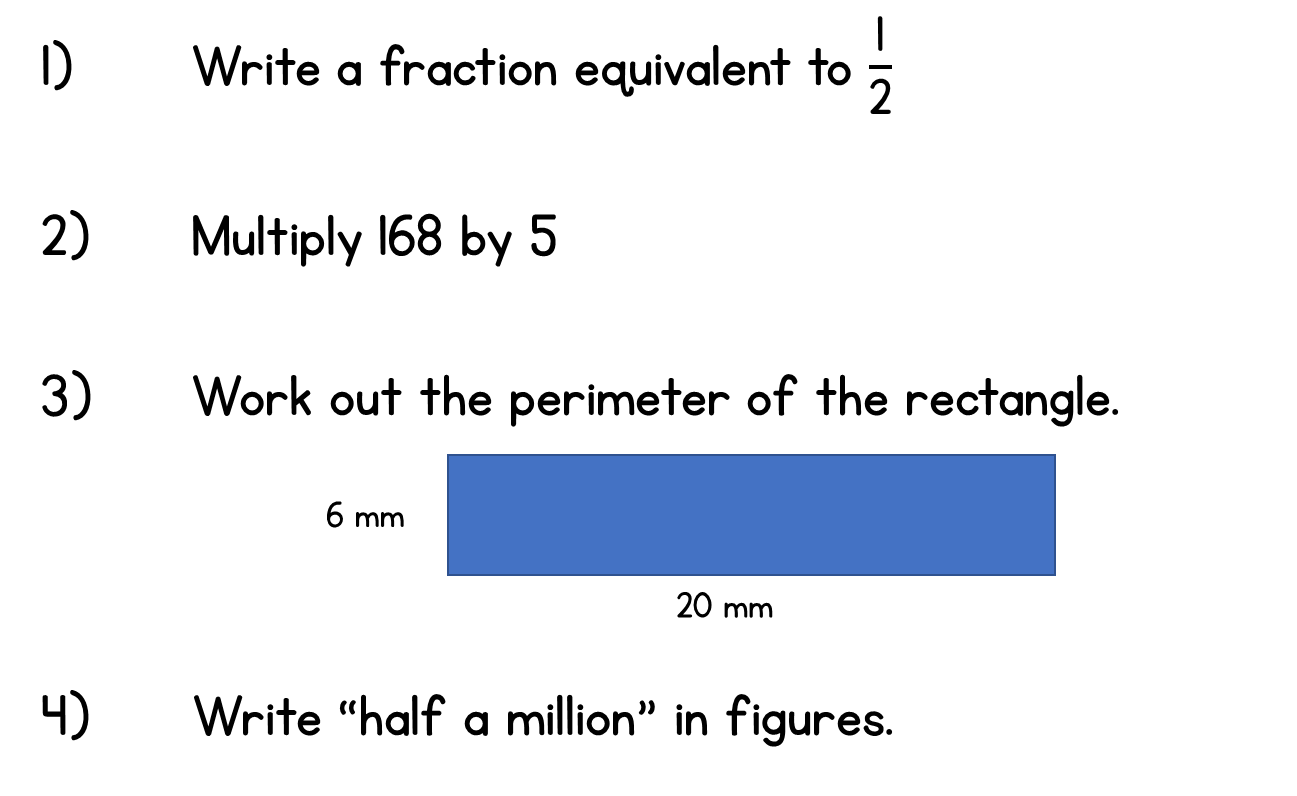 1) Write a fraction equivalent to 1/2
2) Multiply 168 by 5
3) Work out the perimeter of the rectangle.
6 mm
20 mm
4) Write “half a million” in figures.